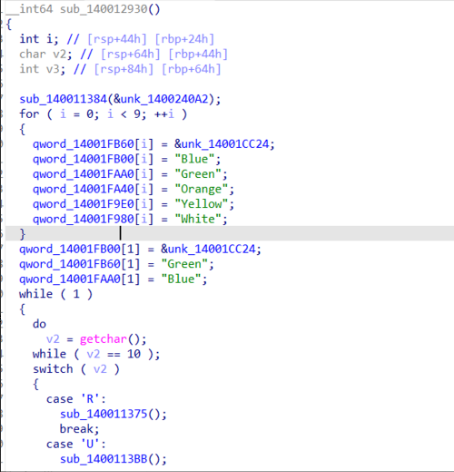 __int64 sub_140012930()
{
int i; // [rsp+44h] [rbp+24h]
char v2; // [rsp+64h] [rbp+44h]
int v3; // [rsp+84h] [rbp+64h]
sub_140011384(&unk_1400240A2);
for ( i = 0; i < 9; ++i )
{
qword_14001FB60[i] = &unk_14001CC24;
qword_14001FB00[i] = "Blue";
qword_14001FAA0[i] = "Green";
qword_14001FA40[i] = "Orange";
qword_14001F9E0[i] = "Yellow";
qword_14001F980[i] = "White";
}
qword_14001FB00[1] = &unk_14001CC24;
qword_14001FB60[1] = "Green";
qword_14001FAA0[1] = "Blue";
while ( 1 )
{
do
v2 = getchar();
while ( v2 == 10 );
switch ( v2 )
{
case 'R':
sub_140011375();
break;
case 'U':
sub_1400113BB();